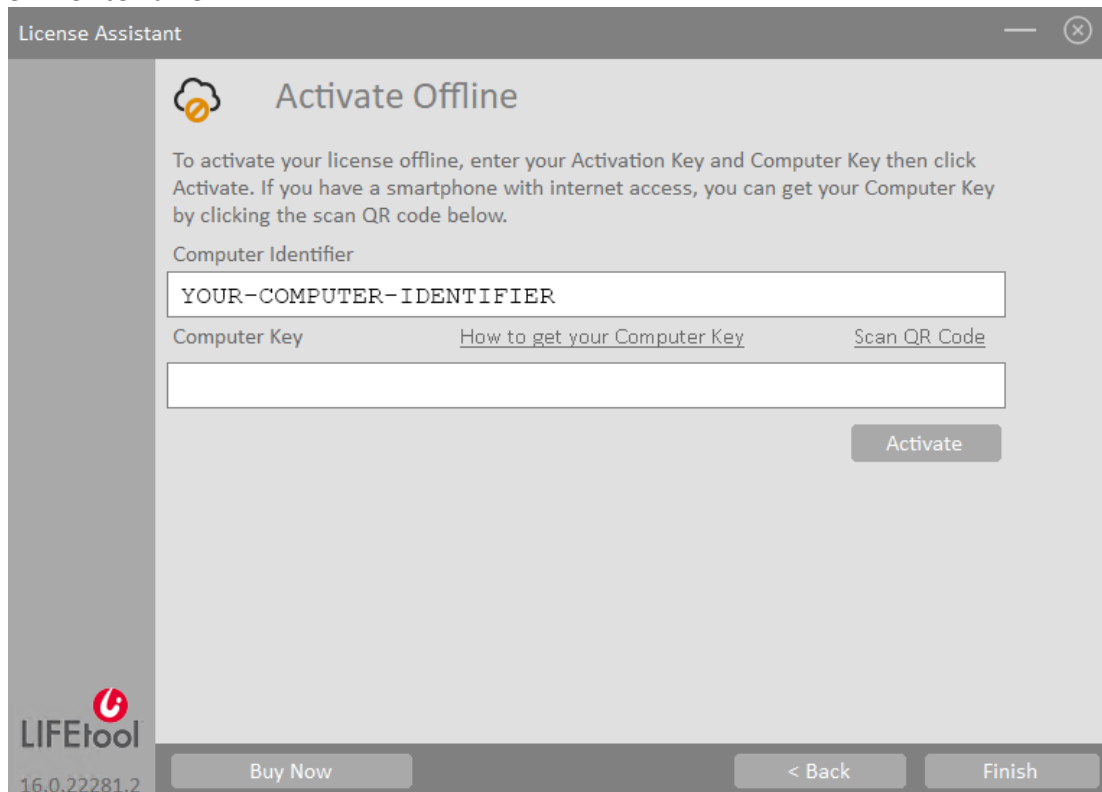 License Assistant
Activate Offline
To activate your license offline, enter your Activation Key and Computer Key then click
Activate. If you have a smartphone with internet access, you can get your Computer Key
by clicking the scan QR code below.
Computer Identifier
YOUR-COMPUTER-IDENTIFIER
Computer Key How to get your Computer Key Scan QR Code
Activate
LIFEtool
16.0.22281.2
Buy Now < Back Finish